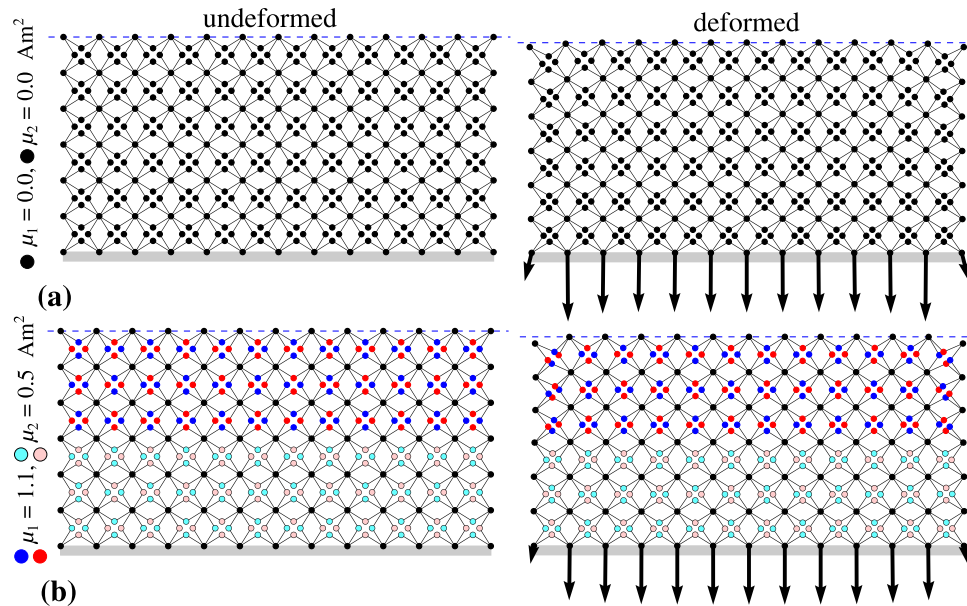 undeformed
deformed
μ₁ = 0.0, μ₂ = 0.0 Am²
(a)
μ₁ = 1.1, μ₂ = 0.5 Am²
(b)